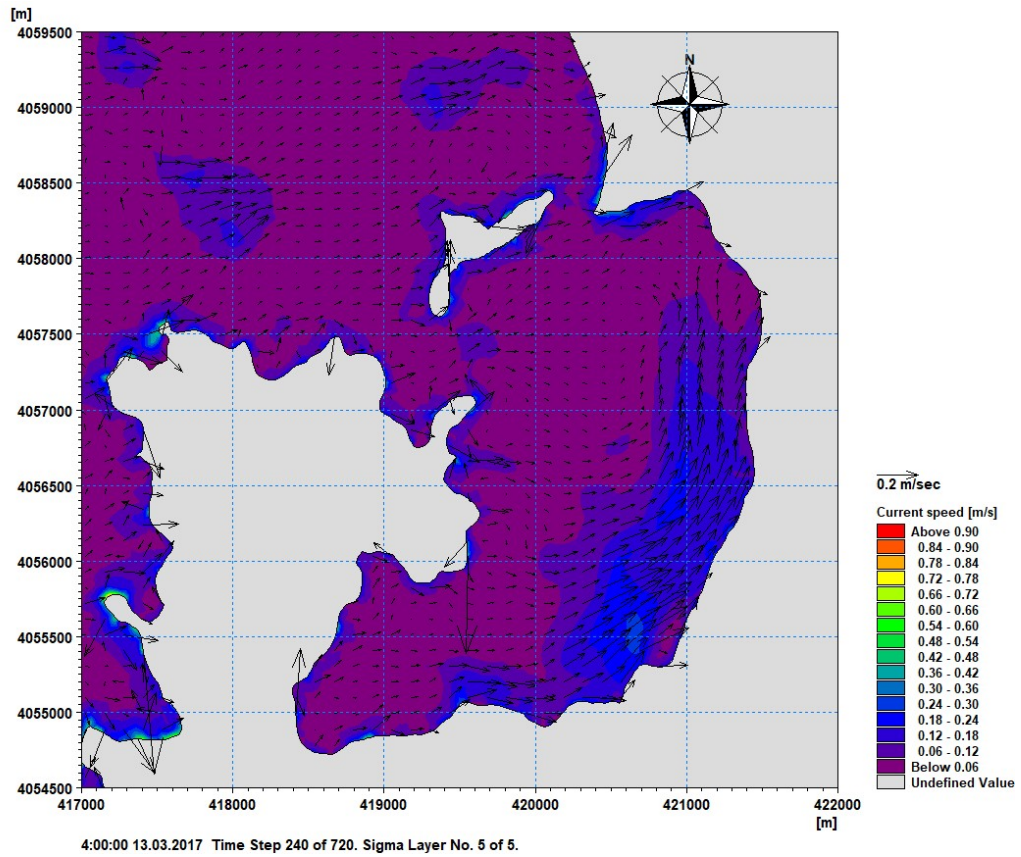 [m]
4059500
4059000
4058500
4058000
4057500
4057000
4056500
4056000
4055500
4055000
4054500
417000 418000 419000 420000 421000 422000
[m]
N
0.2 m/sec
Current speed [m/s]
Above 0.90
0.84 - 0.90
0.78 - 0.84
0.72 - 0.78
0.66 - 0.72
0.60 - 0.66
0.54 - 0.60
0.48 - 0.54
0.42 - 0.48
0.36 - 0.42
0.30 - 0.36
0.24 - 0.30
0.18 - 0.24
0.12 - 0.18
0.06 - 0.12
Below 0.06
Undefined Value
4:00:00 13.03.2017 Time Step 240 of 720. Sigma Layer No. 5 of 5.